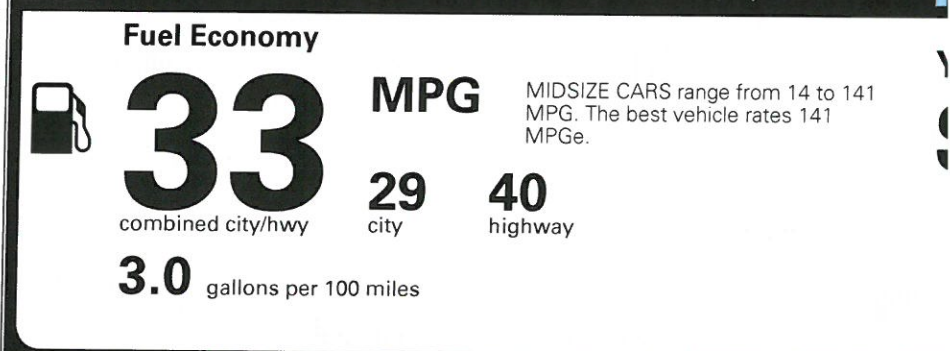 Fuel Economy
33
MPG
MIDSIZE CARS range from 14 to 141
MPG. The best vehicle rates 141
MPGe.
combined city/hwy
29
city
40
highway
3.0 gallons per 100 miles